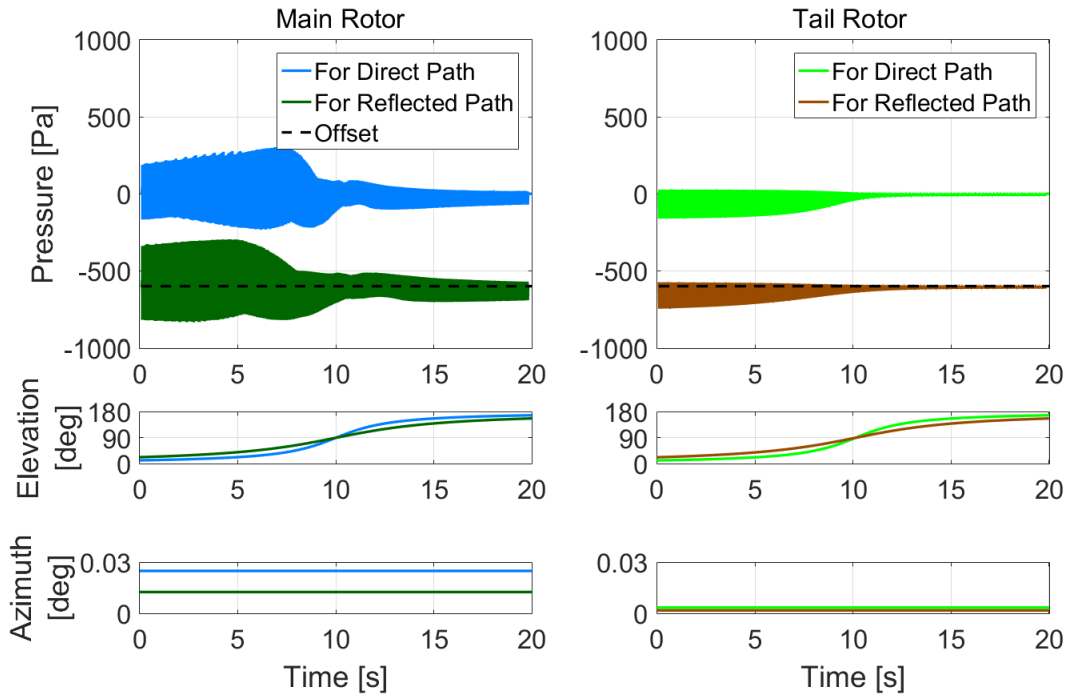 Main Rotor
1000
500
0
-500
-1000
Pressure [Pa]
For Direct Path
For Reflected Path
Offset
0 5 10 15 20
180
90
0
Elevation
[deg]
0 5 10 15 20
0.03
0
Azimuth
[deg]
0 5 10 15 20
Time [s]
Tail Rotor
1000
500
0
-500
-1000
For Direct Path
For Reflected Path
0 5 10 15 20
180
90
0
0 5 10 15 20
0.03
0
0 5 10 15 20
Time [s]